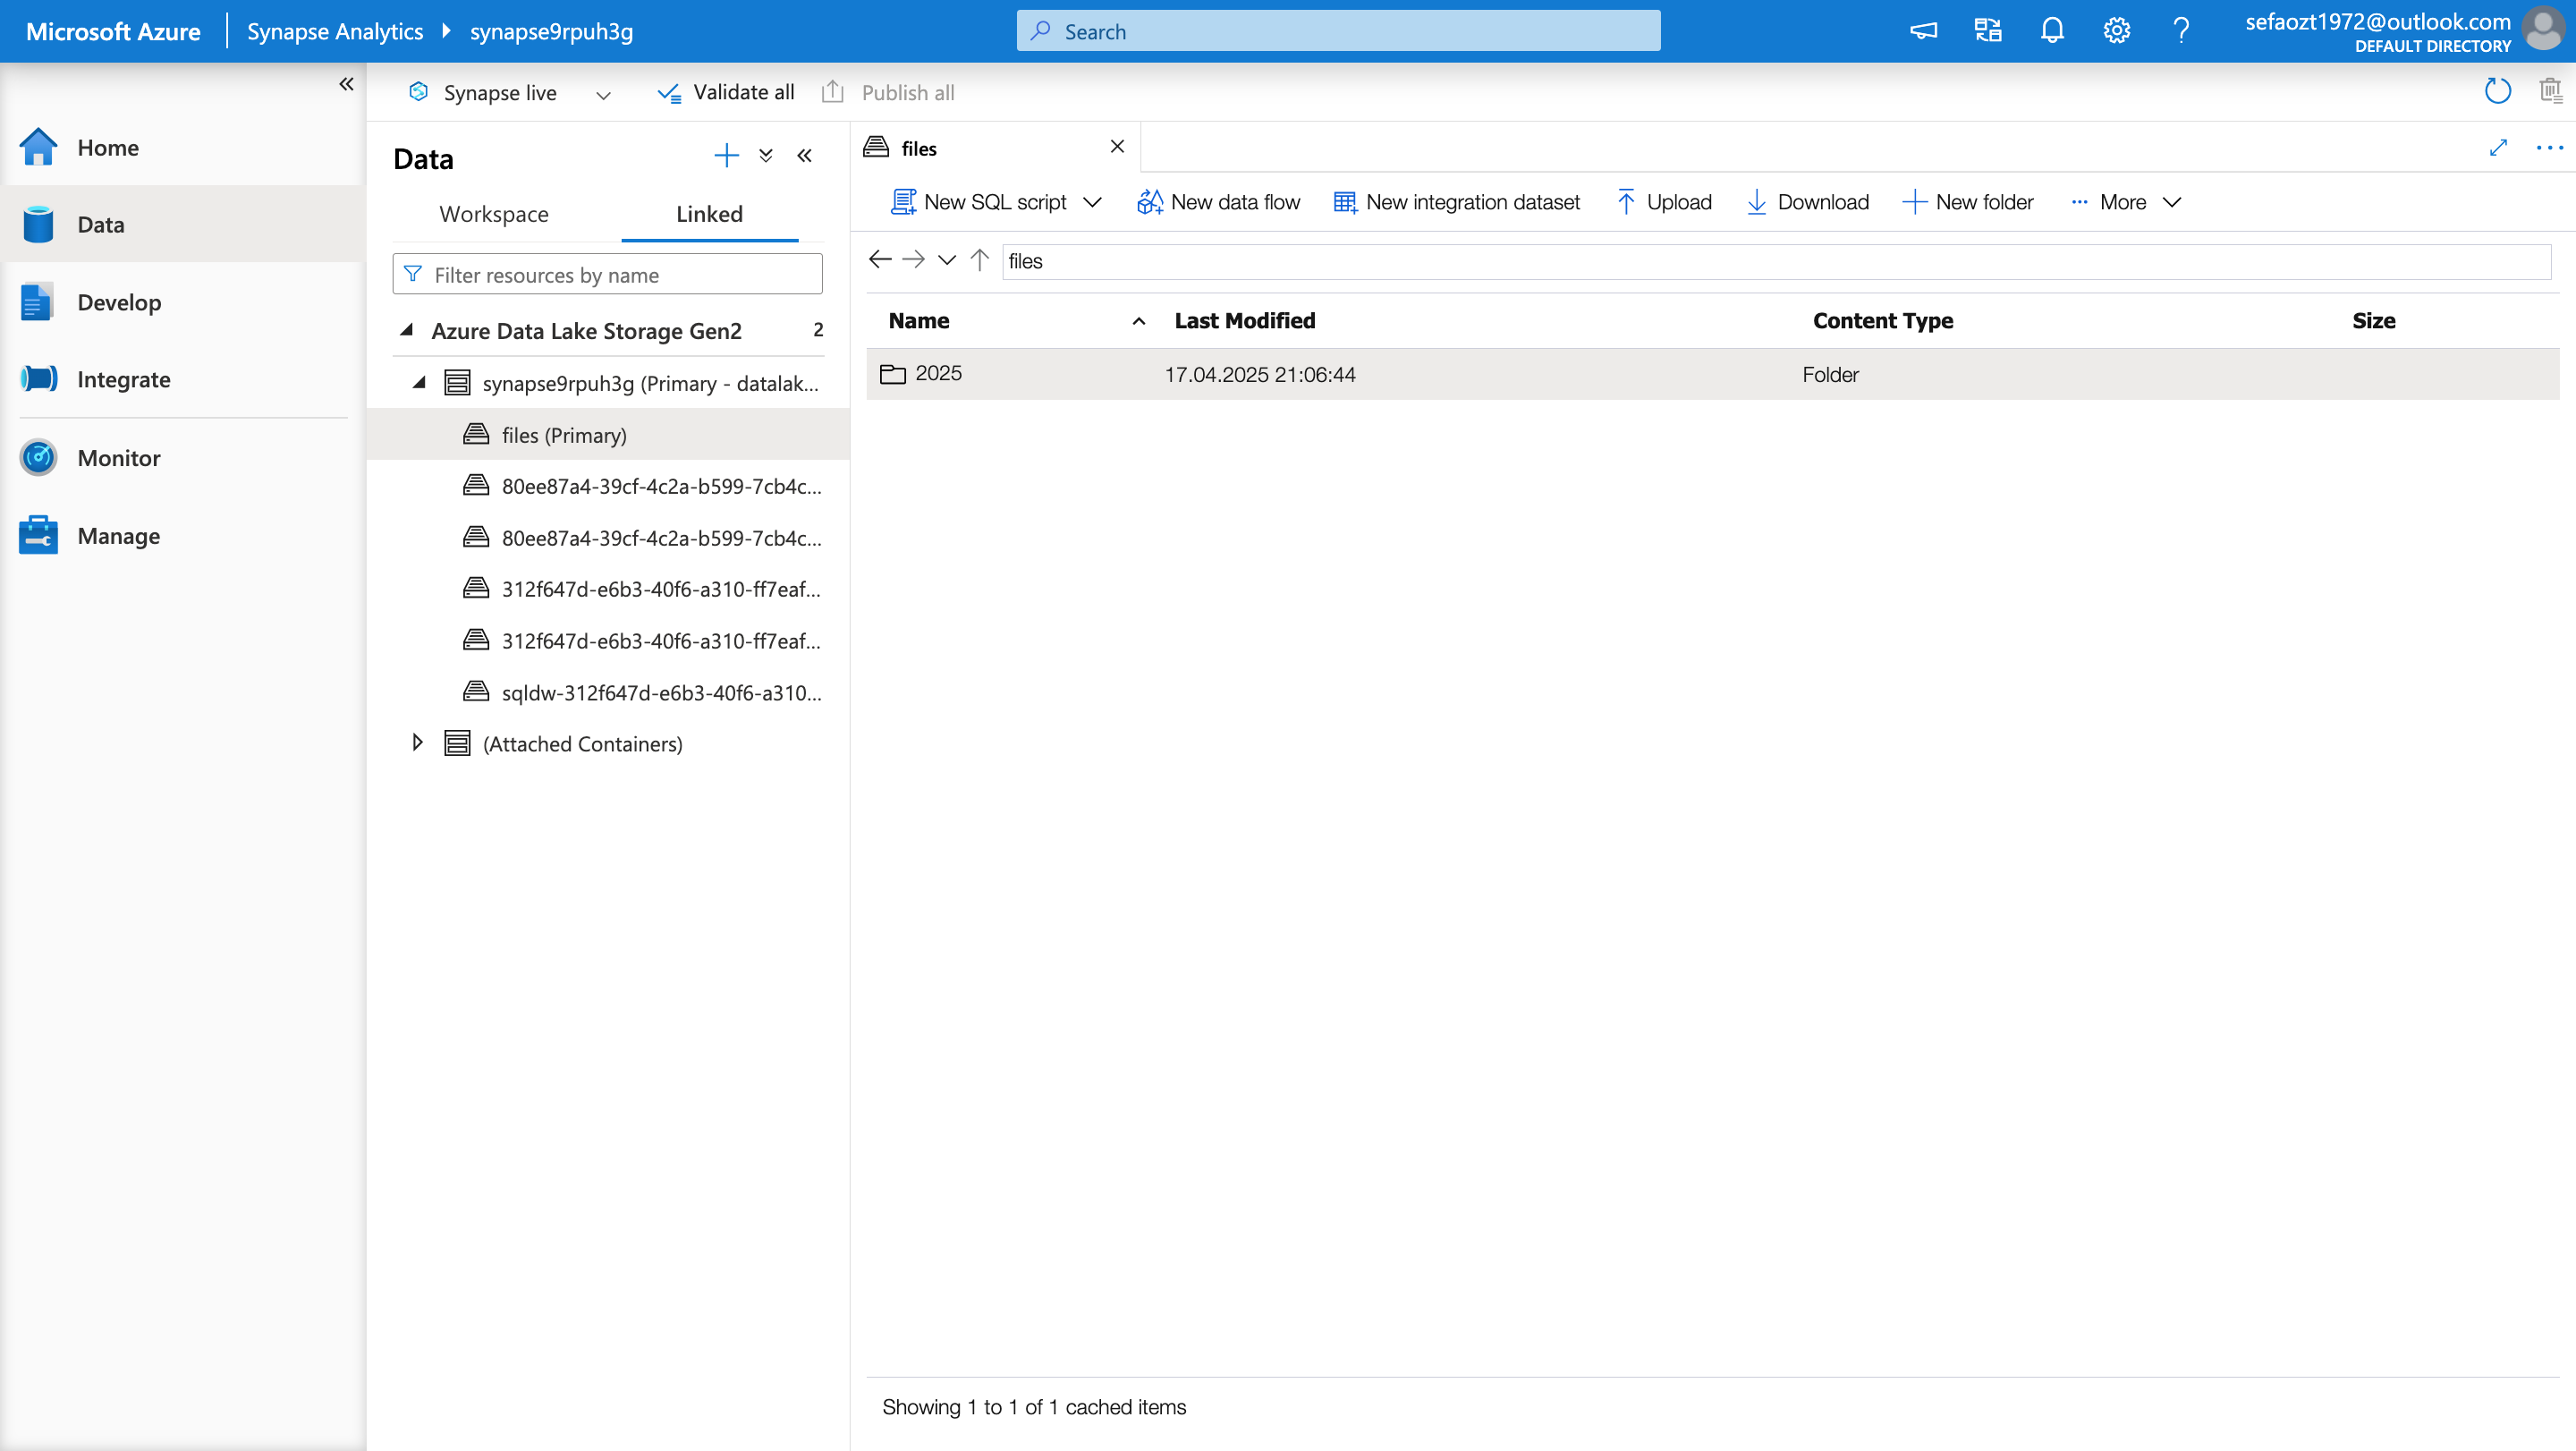 Microsoft Azure
Synapse Analytics
synapse9rpuh3g
Search
sefaozt1972@outlook.com
DEFAULT DIRECTORY
Synapse live
Validate all
Publish all
Home
Data
Develop
Integrate
Monitor
Manage
Data
Workspace
Linked
Filter resources by name
Azure Data Lake Storage Gen2 2
synapse9rpuh3g (Primary - datalak...
files (Primary)
80ee87a4-39cf-4c2a-b599-7cb4c...
80ee87a4-39cf-4c2a-b599-7cb4c...
312f647d-e6b3-40f6-a310-ff7eaf...
312f647d-e6b3-40f6-a310-ff7eaf...
sqldw-312f647d-e6b3-40f6-a310...
(Attached Containers)
files
New SQL script
New data flow
New integration dataset
Upload
Download
New folder
More
files
Name Last Modified Content Type Size
2025 17.04.2025 21:06:44 Folder
Showing 1 to 1 of 1 cached items